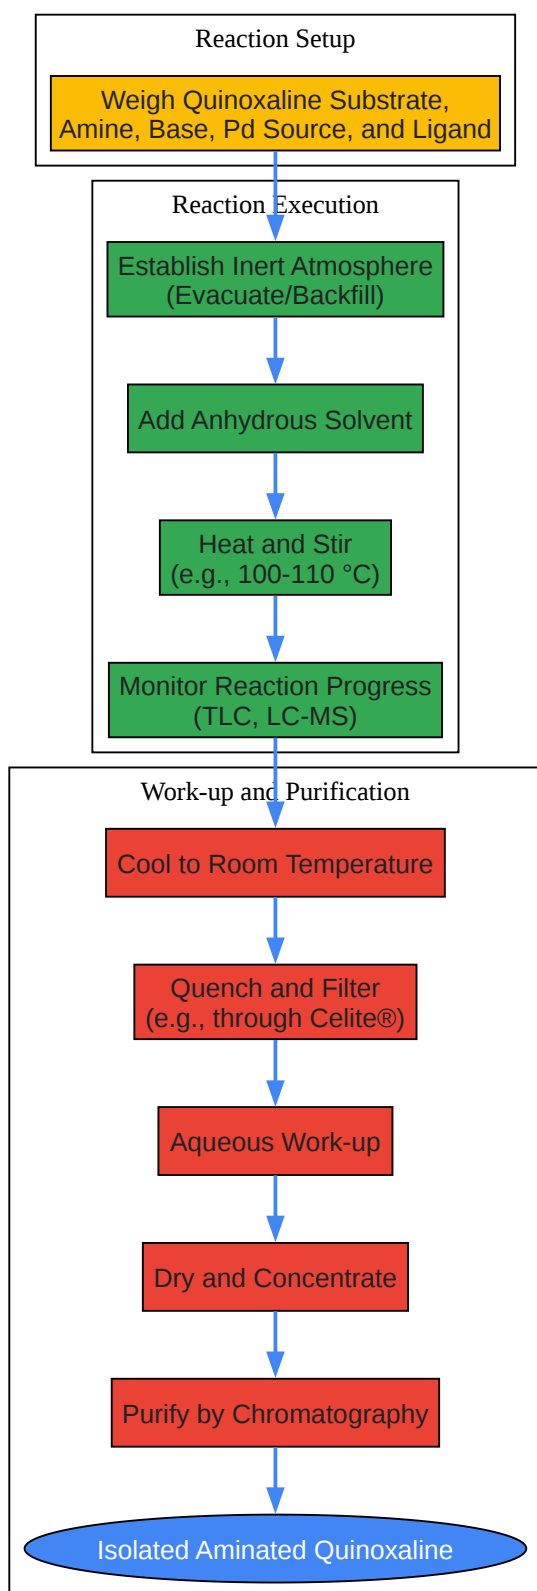 Reaction Setup
Weigh Quinoxaline Substrate,
Amine, Base, Pd Source, and Ligand
Reaction Execution
Establish Inert Atmosphere
(Evacuate/Backfill)
Add Anhydrous Solvent
Heat and Stir
(e.g., 100-110 °C)
Monitor Reaction Progress
(TLC, LC-MS)
Work-up and Purification
Cool to Room Temperature
Quench and Filter
(e.g., through Celite®)
Aqueous Work-up
Dry and Concentrate
Purify by Chromatography
Isolated Aminated Quinoxaline